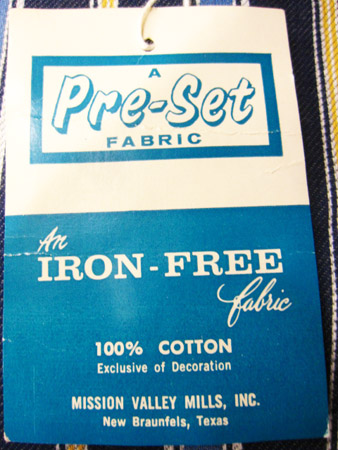 A
Pre-Set
FABRIC
An
IRON-FREE
fabric
100% COTTON
Exclusive of Decoration
MISSION VALLEY MILLS, INC.
New Braunfels, Texas